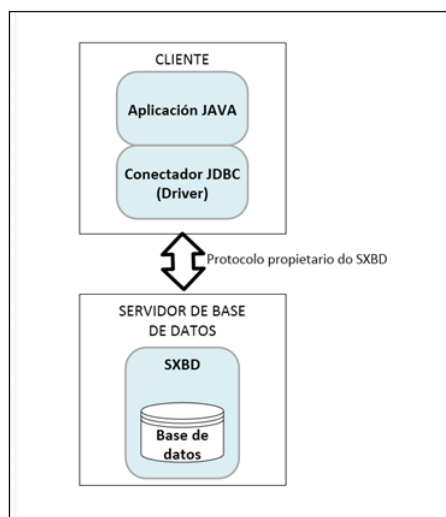 CLIENTE
Aplicación JAVA
Conectador JDBC
(Driver)
Protocolo propietario do SXBD
SERVIDOR DE BASE
DE DATOS
SXBD
Base de
datos